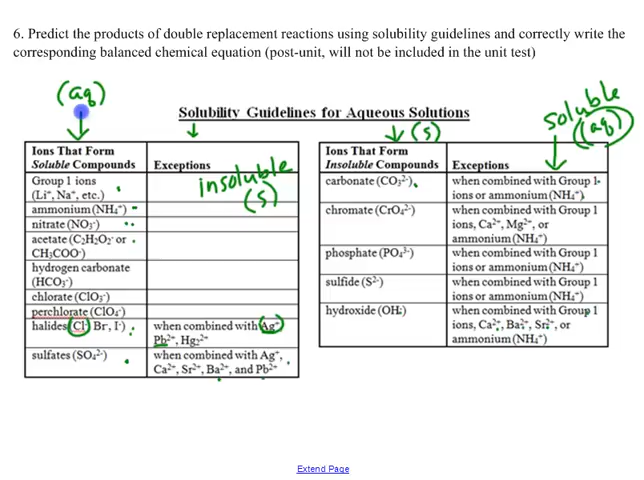 6. Predict the products of double replacement reactions using solubility guidelines and correctly write the
corresponding balanced chemical equation (post-unit, will not be included in the unit test)
(aq)
Solubility Guidelines for Aqueous Solutions
soluble
(aq)
(s)
Ions That Form
Soluble Compounds
Exceptions
insoluble
(s)
Group 1 ions
(Li⁺, Na⁺, etc.)
ammonium (NH₄⁺)
nitrate (NO₃⁻)
acetate (C₂H₃O₂⁻ or
CH₃COO⁻)
hydrogen carbonate
(HCO₃⁻)
chlorate (ClO₃⁻)
perchlorate (ClO₄⁻)
halides (Cl⁻, Br⁻, I⁻)
when combined with Ag⁺,
Pb²⁺, Hg₂²⁺
sulfates (SO₄²⁻)
when combined with Ag⁺,
Ca²⁺, Sr²⁺, Ba²⁺, and Pb²⁺
Ions That Form
Insoluble Compounds
Exceptions
carbonate (CO₃²⁻)
when combined with Group 1
ions or ammonium (NH₄⁺)
chromate (CrO₄²⁻)
when combined with Group 1
ions, Ca²⁺, Mg²⁺, or
ammonium (NH₄⁺)
phosphate (PO₄³⁻)
when combined with Group 1
ions or ammonium (NH₄⁺)
sulfide (S²⁻)
when combined with Group 1
ions or ammonium (NH₄⁺)
hydroxide (OH⁻)
when combined with Group 1
ions, Ca²⁺, Ba²⁺, Sr²⁺, or
ammonium (NH₄⁺)
Extend Page